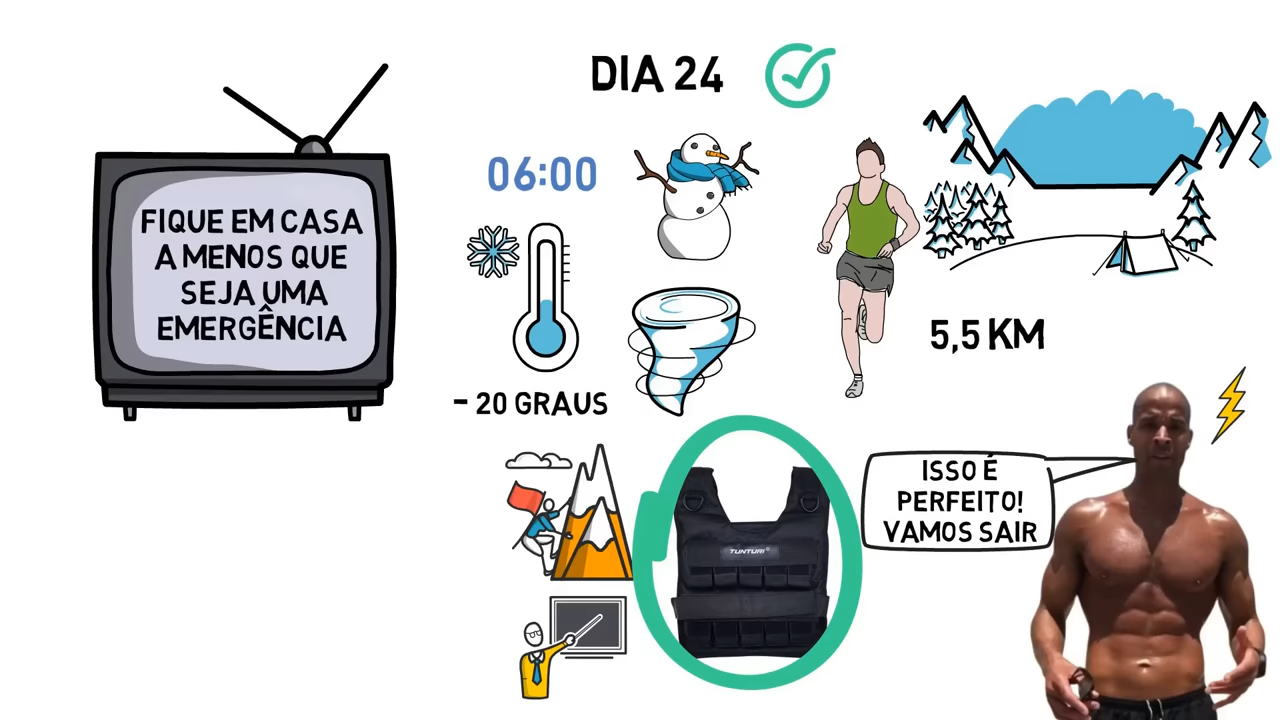 DIA 24
FIQUE EM CASA
A MENOS QUE
SEJA UMA
EMERGÊNCIA
06:00
- 20 GRAUS
5,5 KM
TUNTURI
ISSO É
PERFEITO!
VAMOS SAIR